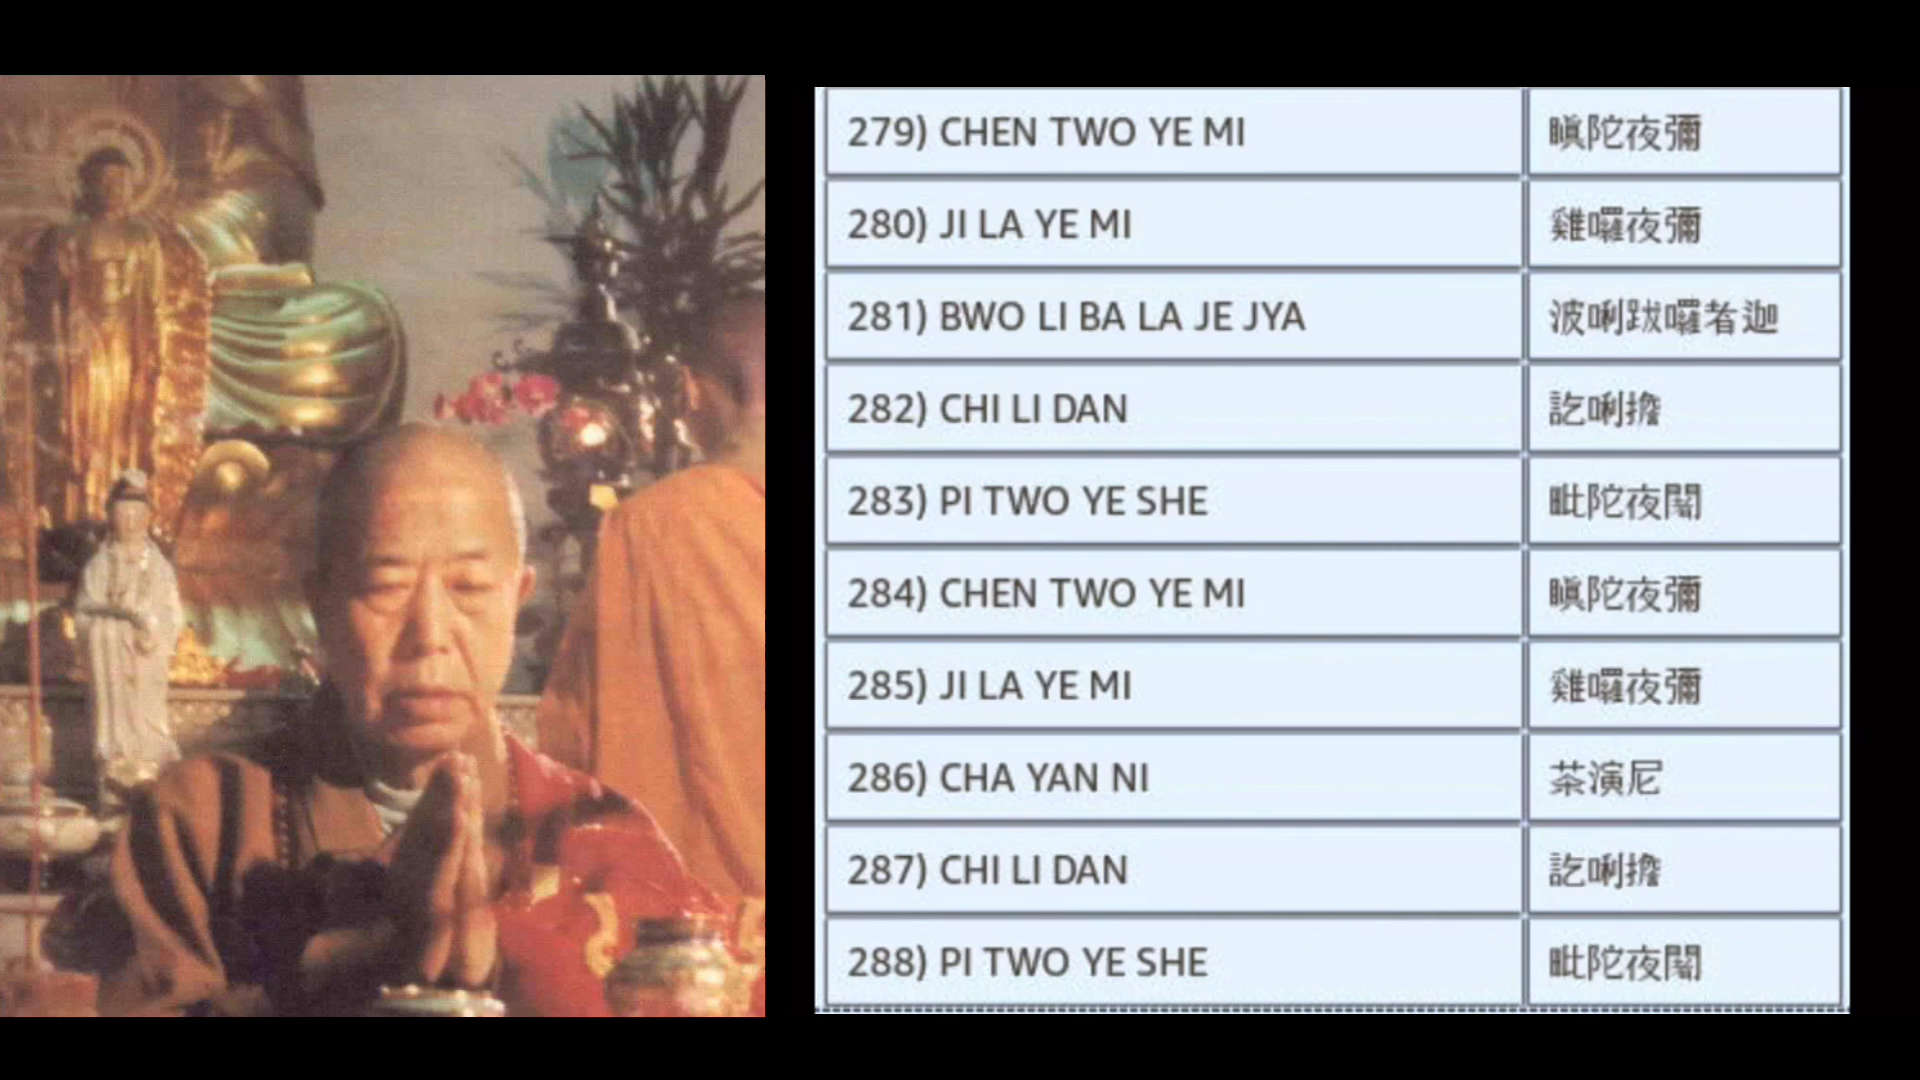 279) CHEN TWO YE MI 瞋陀夜彌
280) JI LA YE MI 雞囉夜彌
281) BWO LI BA LA JE JYA 波唎跋囉者迦
282) CHI LI DAN 訖唎擔
283) PI TWO YE SHE 毗陀夜闍
284) CHEN TWO YE MI 瞋陀夜彌
285) JI LA YE MI 雞囉夜彌
286) CHA YAN NI 茶演尼
287) CHI LI DAN 訖唎擔
288) PI TWO YE SHE 毗陀夜闍